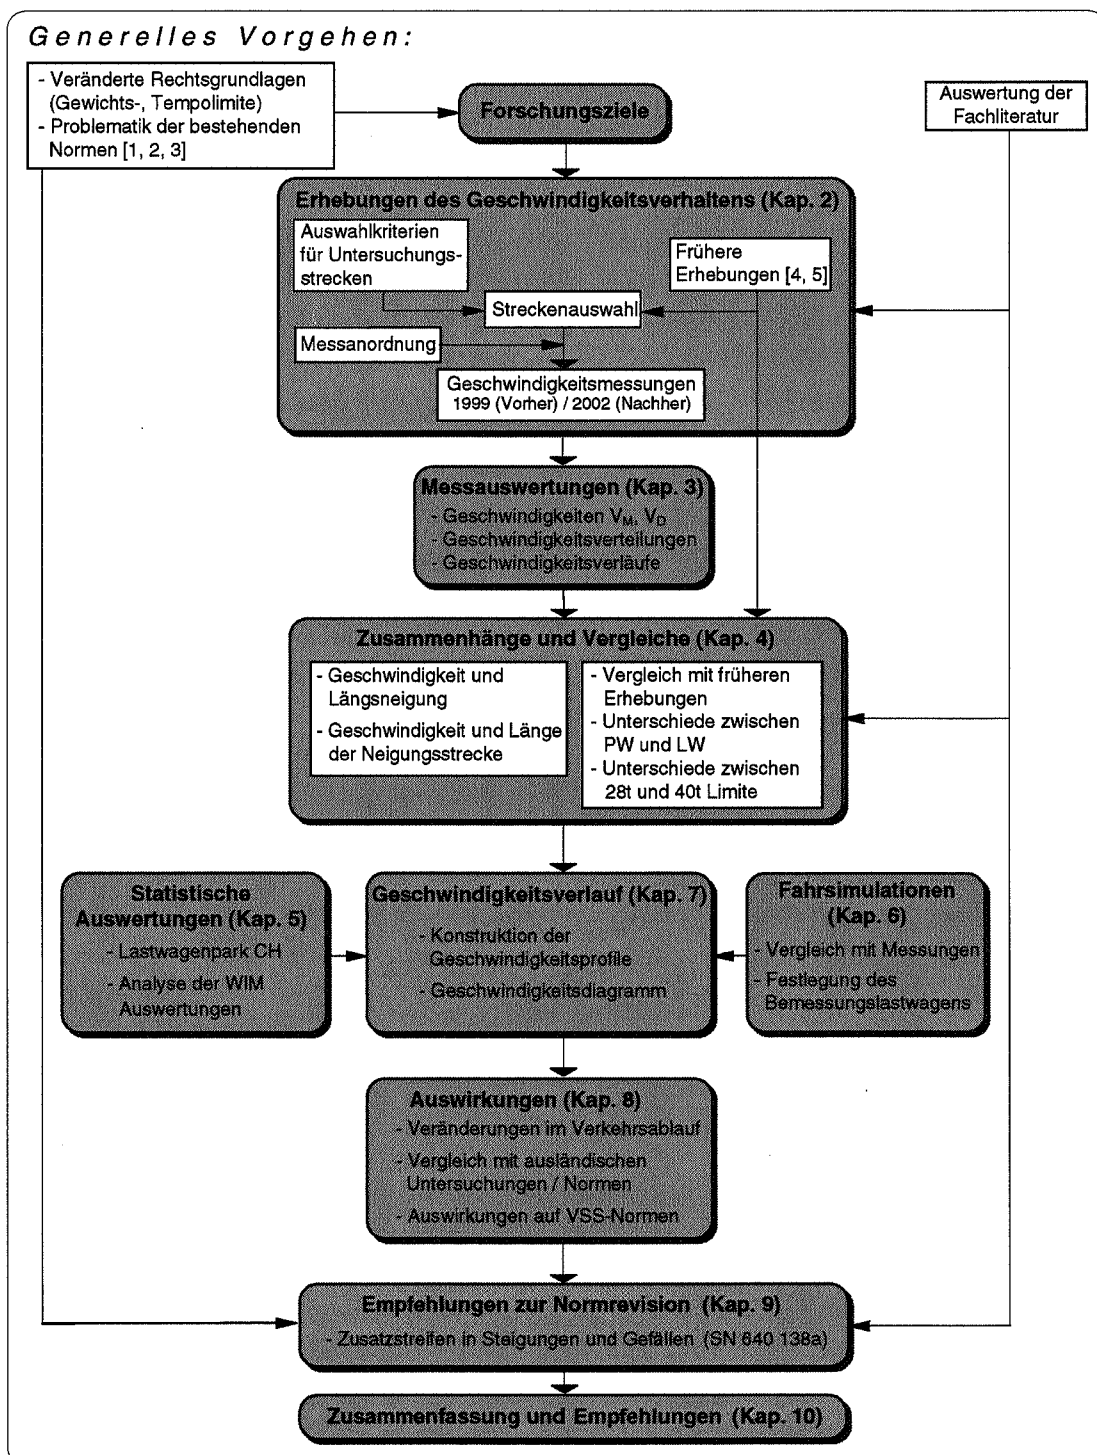 Generelles Vorgehen:
- Veränderte Rechtsgrundlagen
(Gewichts-, Tempolimite)
- Problematik der bestehenden
Normen [1, 2, 3]
Forschungsziele
Auswertung der
Fachliteratur
Erhebungen des Geschwindigkeitsverhaltens (Kap. 2)
Auswahlkriterien
für Untersuchungs-
strecken
Frühere
Erhebungen [4, 5]
Streckenauswahl
Messanordnung
Geschwindigkeitsmessungen
1999 (Vorher) / 2002 (Nachher)
Messauswertungen (Kap. 3)
- Geschwindigkeiten VM, VD
- Geschwindigkeitsverteilungen
- Geschwindigkeitsverläufe
Zusammenhänge und Vergleiche (Kap. 4)
- Geschwindigkeit und
Längsneigung
- Geschwindigkeit und Länge
der Neigungsstrecke
- Vergleich mit früheren
Erhebungen
- Unterschiede zwischen
PW und LW
- Unterschiede zwischen
28t und 40t Limite
Statistische
Auswertungen (Kap. 5)
- Lastwagenpark CH
- Analyse der WIM
Auswertungen
Geschwindigkeitsverlauf (Kap. 7)
- Konstruktion der
Geschwindigkeitsprofile
- Geschwindigkeitsdiagramm
Fahrsimulationen
(Kap. 6)
- Vergleich mit Messungen
- Festlegung des
Bemessungslastwagens
Auswirkungen (Kap. 8)
- Veränderungen im Verkehrsablauf
- Vergleich mit ausländischen
Untersuchungen / Normen
- Auswirkungen auf VSS-Normen
Empfehlungen zur Normrevision (Kap. 9)
- Zusatzstreifen in Steigungen und Gefällen (SN 640 138a)
Zusammenfassung und Empfehlungen (Kap. 10)